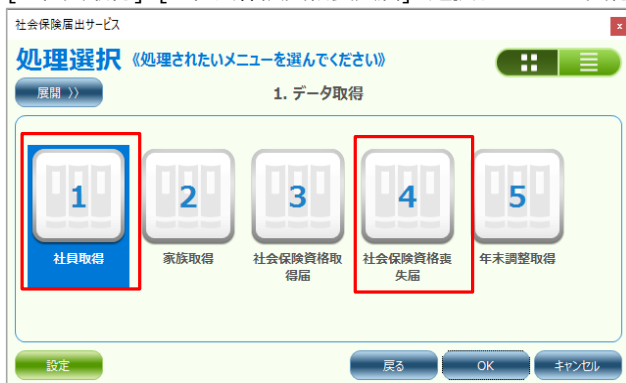 社会保険届出サービス
x
処理選択 《処理されたいメニューを選んでください》
展開 》
1. データ取得
1 2 3 4 5
社員取得
家族取得
社会保険資格取
得届
社会保険資格喪
失届
年末調整取得
設定 戻る OK キャンセル